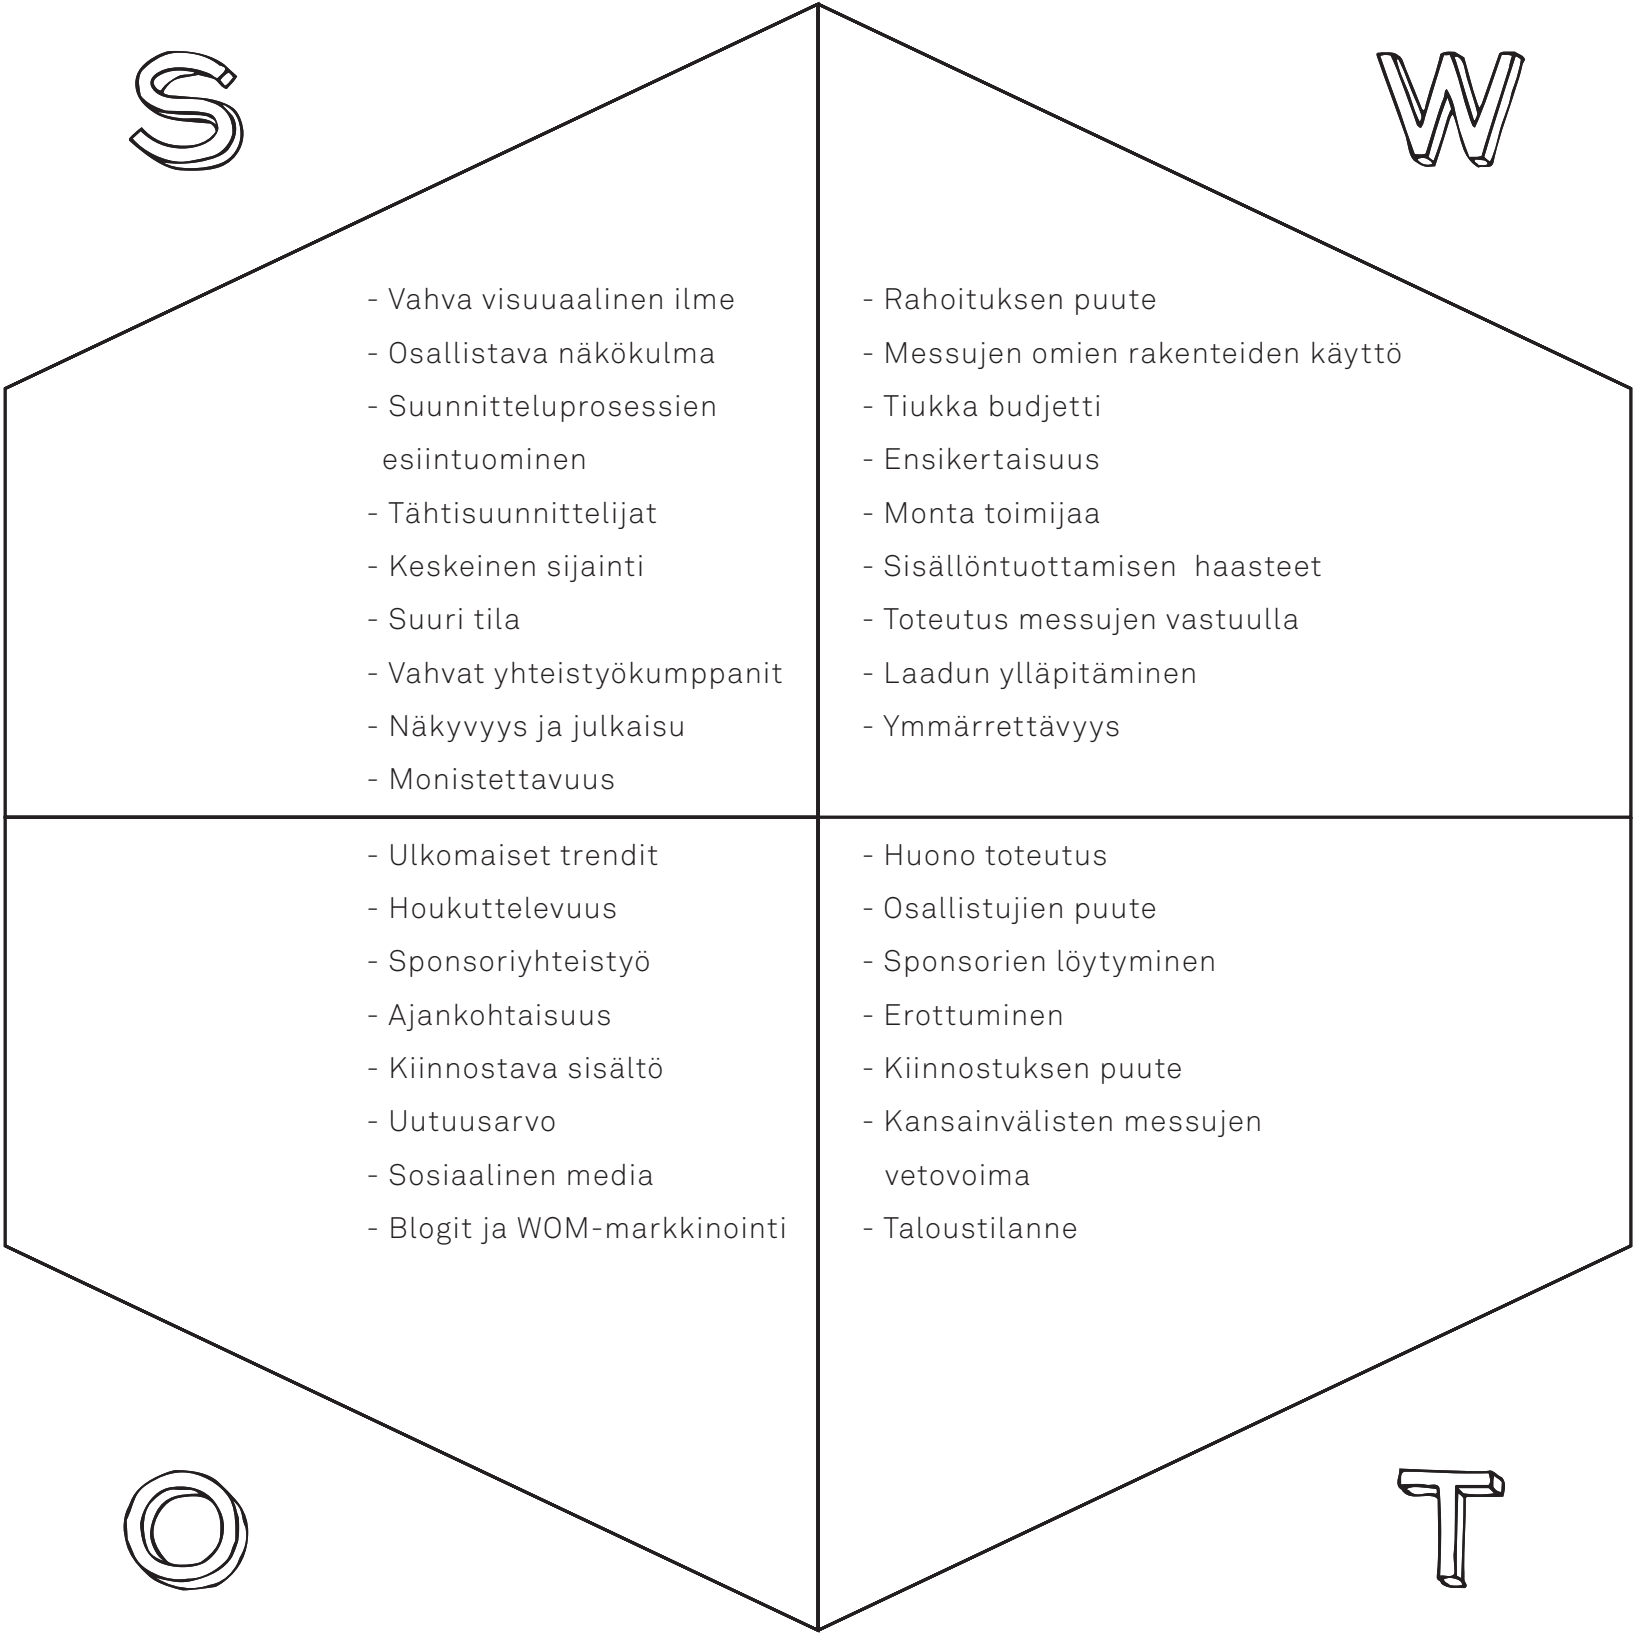 S
- Vahva visuuaalinen ilme
- Osallistava näkökulma
- Suunnitteluprosessien
esiintuominen
- Tähtisuunnittelijat
- Keskeinen sijainti
- Suuri tila
- Vahvat yhteistyökumppanit
- Näkyvyys ja julkaisu
- Monistettavuus
W
- Rahoituksen puute
- Messujen omien rakenteiden käyttö
- Tiukka budjetti
- Ensikertaisuus
- Monta toimijaa
- Sisällöntuottamisen  haasteet
- Toteutus messujen vastuulla
- Laadun ylläpitäminen
- Ymmärrettävyys
- Ulkomaiset trendit
- Houkuttelevuus
- Sponsoriyhteistyö
- Ajankohtaisuus
- Kiinnostava sisältö
- Uutuusarvo
- Sosiaalinen media
- Blogit ja WOM-markkinointi
O
- Huono toteutus
- Osallistujien puute
- Sponsorien löytyminen
- Erottuminen
- Kiinnostuksen puute
- Kansainvälisten messujen
vetovoima
- Taloustilanne
T